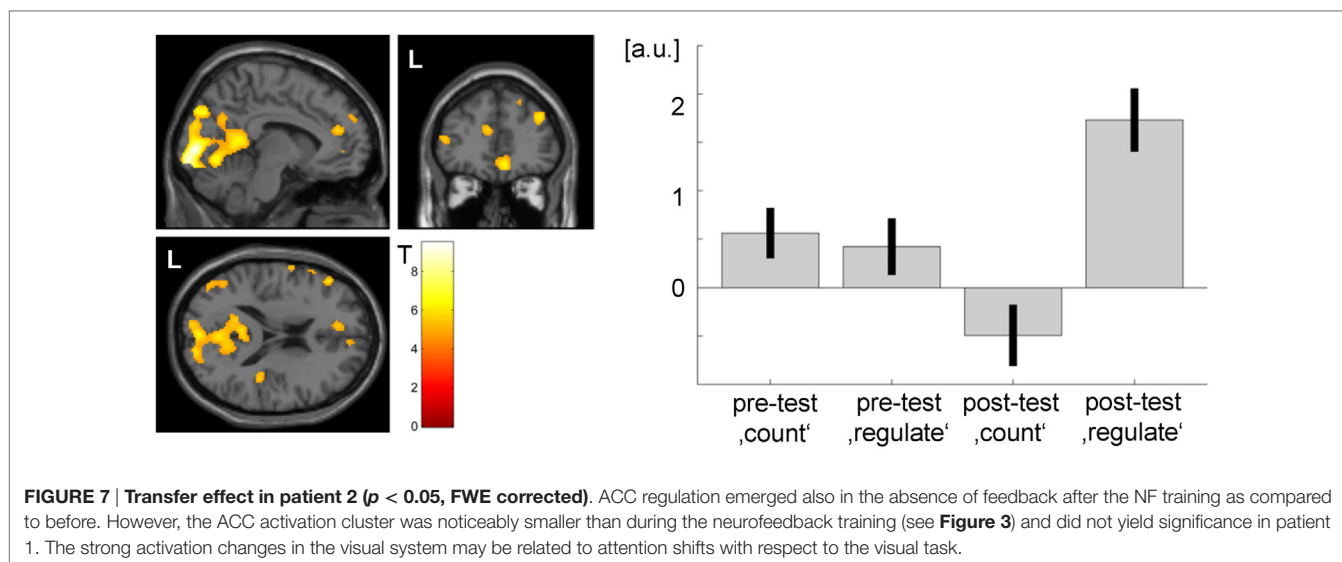 L
L
[a.u.]
2
1
0
L
T
8
6
4
2
0
pre-test
‚count‘
pre-test
‚regulate‘
post-test
‚count‘
post-test
‚regulate‘
FIGURE 7 | Transfer effect in patient 2 (p < 0.05, FWE corrected). ACC regulation emerged also in the absence of feedback after the NF training as compared
to before. However, the ACC activation cluster was noticeably smaller than during the neurofeedback training (see Figure 3) and did not yield significance in patient
1. The strong activation changes in the visual system may be related to attention shifts with respect to the visual task.